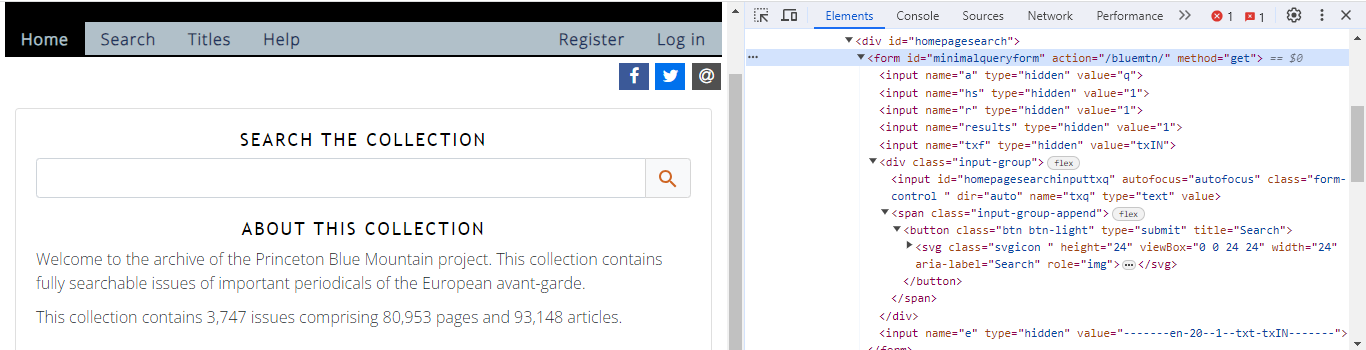 Home Search Titles Help Register Log in
f @
SEARCH THE COLLECTION
ABOUT THIS COLLECTION
Welcome to the archive of the Princeton Blue Mountain project. This collection contains
fully searchable issues of important periodicals of the European avant-garde.
This collection contains 3,747 issues comprising 80,953 pages and 93,148 articles.
Elements Console Sources Network Performance 1 1
<div id="homepagesearch">
<form id="minimalqueryform" action="/bluemtn/" method="get"> == $0
<input name="a" type="hidden" value="q">
<input name="hs" type="hidden" value="1">
<input name="r" type="hidden" value="1">
<input name="results" type="hidden" value="1">
<input name="txf" type="hidden" value="txIN">
<div class="input-group"> flex
<input id="homepagesearchinputtxq" autofocus="autofocus" class="form-
control " dir="auto" name="txq" type="text" value>
<span class="input-group-append"> flex
<button class="btn btn-light" type="submit" title="Search">
<svg class="svgicon " height="24" viewBox="0 0 24 24" width="24"
aria-label="Search" role="img"> … </svg>
</button>
</span>
</div>
<input name="e" type="hidden" value="-------en-20--1--txt-txIN-------">
</form>